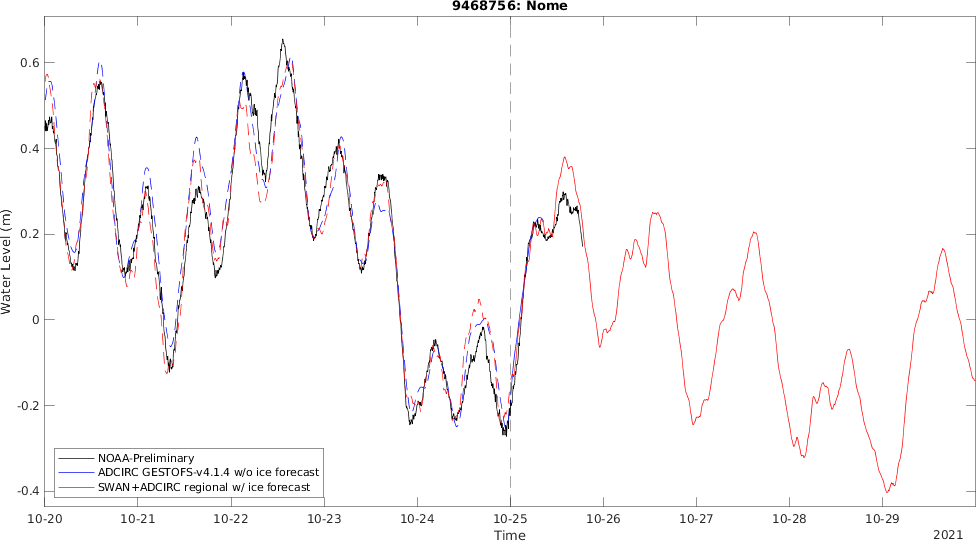 9468756: Nome
Water Level (m)
0.6
0.4
0.2
0
-0.2
-0.4
NOAA-Preliminary
ADCIRC GESTOFS-v4.1.4 w/o ice forecast
SWAN+ADCIRC regional w/ ice forecast
10-20 10-21 10-22 10-23 10-24 10-25 10-26 10-27 10-28 10-29
Time
2021